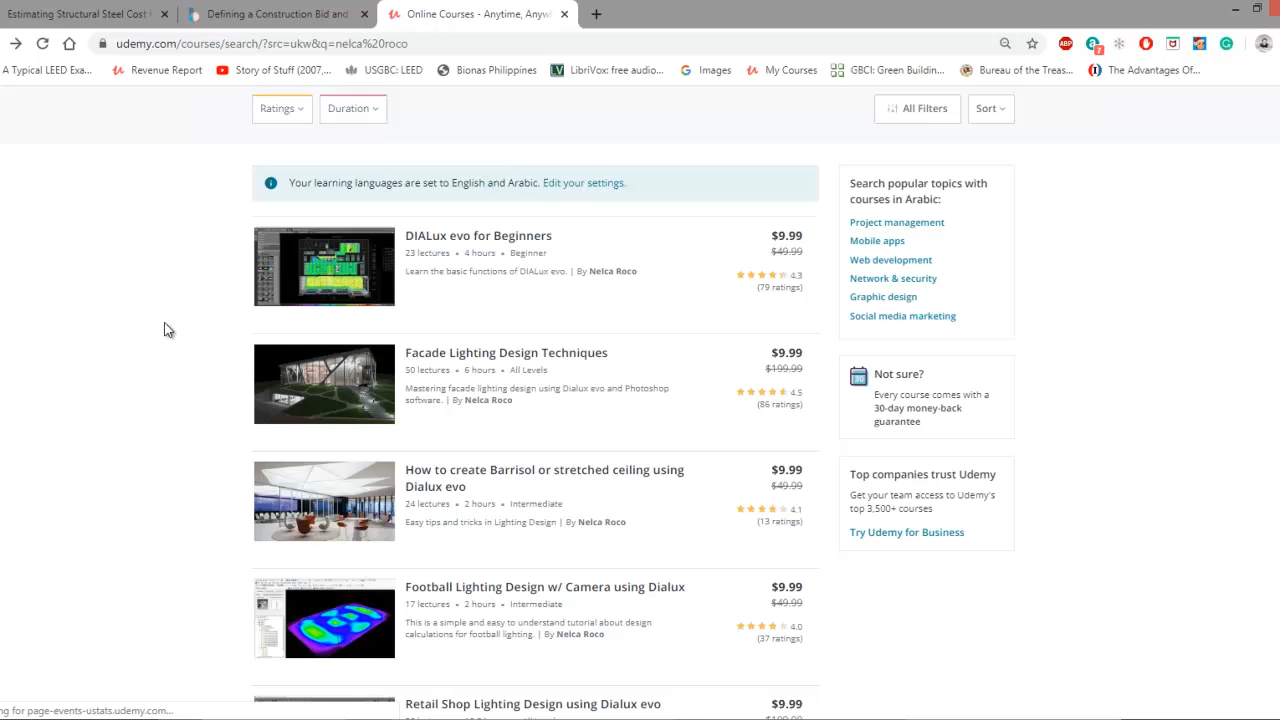 Estimating Structural Steel Cost
Defining a Construction Bid and
Online Courses - Anytime, Anyw
udemy.com/courses/search/?src=ukw&q=nelca%20roco
A Typical LEED Exa...
Revenue Report
Story of Stuff (2007,...
USGBC: LEED
Bionas Philippines
LibriVox: free audio...
Images
My Courses
GBCI: Green Buildin...
Bureau of the Treas...
The Advantages Of...
Ratings
Duration
All Filters
Sort
Your learning languages are set to English and Arabic. Edit your settings.
DIALux evo for Beginners
$9.99
23 lectures • 4 hours • Beginner
$49.99
Learn the basic functions of DIALux evo. | By Nelca Roco
4.3
(79 ratings)
Facade Lighting Design Techniques
$9.99
50 lectures • 6 hours • All Levels
$199.99
Mastering facade lighting design using Dialux evo and Photoshop
software. | By Nelca Roco
4.5
(86 ratings)
How to create Barrisol or stretched ceiling using
Dialux evo
$9.99
$49.99
24 lectures • 2 hours • Intermediate
4.1
Easy tips and tricks in Lighting Design | By Nelca Roco
(13 ratings)
Football Lighting Design w/ Camera using Dialux
$9.99
17 lectures • 2 hours • Intermediate
$49.99
This is a simple and easy to understand tutorial about design
calculations for football lighting. | By Nelca Roco
4.0
(37 ratings)
Retail Shop Lighting Design using Dialux evo
$9.99
Search popular topics with
courses in Arabic:
Project management
Mobile apps
Web development
Network & security
Graphic design
Social media marketing
Not sure?
Every course comes with a
30-day money-back
guarantee
Top companies trust Udemy
Get your team access to Udemy's
top 3,500+ courses
Try Udemy for Business
ng for page-events-ustats.udemy.com...